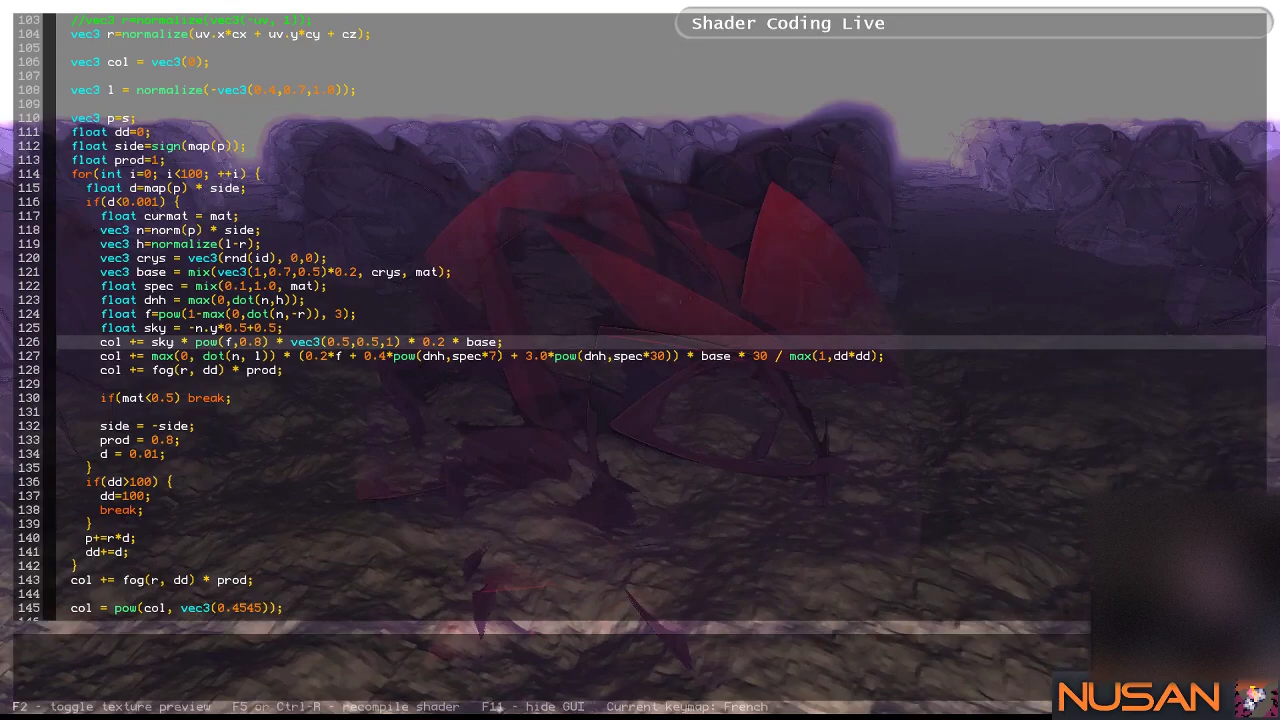 Shader Coding Live
103 //vec3 r=normalize(vec3(-uv, 1));
104 vec3 r=normalize(uv.x*cx + uv.y*cy + cz);
105
106 vec3 col = vec3(0);
107
108 vec3 l = normalize(-vec3(0.4,0.7,1.0));
109
110 vec3 p=s;
111 float dd=0;
112 float side=sign(map(p));
113 float prod=1;
114 for(int i=0; i<100; ++i) {
115 float d=map(p) * side;
116 if(d<0.001) {
117 float curmat = mat;
118 vec3 n=norm(p) * side;
119 vec3 h=normalize(l-r);
120 vec3 crys = vec3(rnd(id), 0,0);
121 vec3 base = mix(vec3(1,0.7,0.5)*0.2, crys, mat);
122 float spec = mix(0.1,1.0, mat);
123 float dnh = max(0,dot(n,h));
124 float f=pow(1-max(0,dot(n,-r)), 3);
125 float sky = -n.y*0.5+0.5;
126 col += sky * pow(f,0.8) * vec3(0.5,0.5,1) * 0.2 * base;
127 col += max(0, dot(n, l)) * (0.2*f + 0.4*pow(dnh,spec*7) + 3.0*pow(dnh,spec*30)) * base * 30 / max(1,dd*dd);
128 col += fog(r, dd) * prod;
129
130 if(mat<0.5) break;
131
132 side = -side;
133 prod = 0.8;
134 d = 0.01;
135 }
136 if(dd>100) {
137 dd=100;
138 break;
139 }
140 p+=r*d;
141 dd+=d;
142 }
143 col += fog(r, dd) * prod;
144
145 col = pow(col, vec3(0.4545));
F2 - toggle texture preview F5 or Ctrl-R - recompile shader F11 - hide GUI Current keymap: French
NUSAN